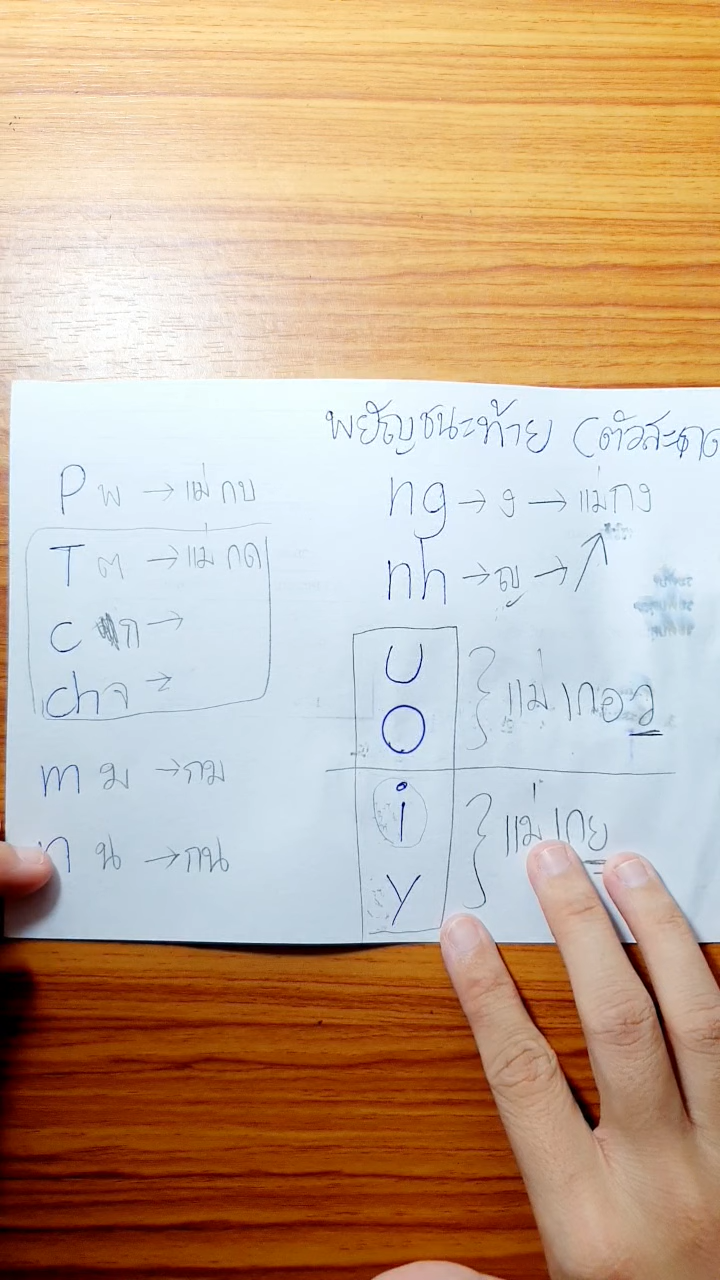 พยัญชนะท้าย (ตัวสะกด
P พ → แม่ กบ
T ต → แม่ กด
c ก →
ch จ →
m ม → กม
n น → กน
ng → ง → แม่กง
nh → ญ →
U
O
แม่ เกอว
i
y
แม่ เกย